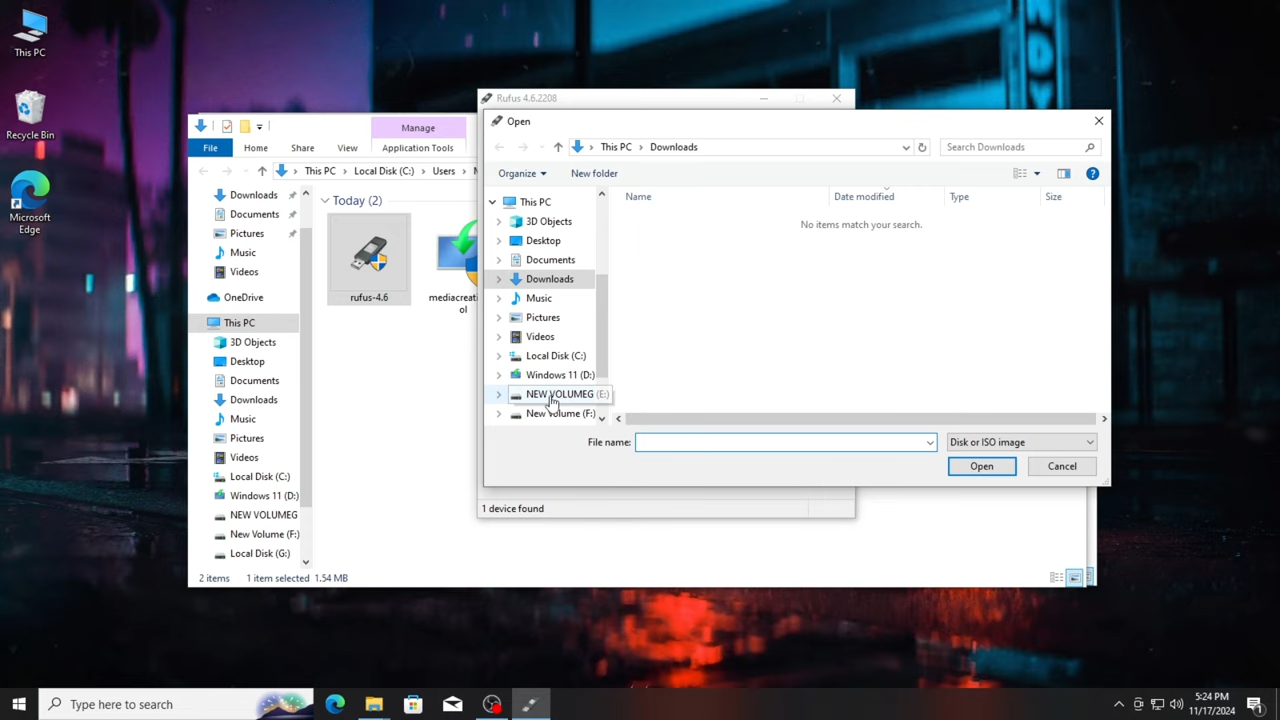 This PC
Recycle Bin
Microsoft
Edge
Manage
File
Home
Share
View
Application Tools
This PC
Local Disk (C:)
Users
Downloads
Documents
Pictures
Music
Videos
OneDrive
This PC
3D Objects
Desktop
Documents
Downloads
Music
Pictures
Videos
Local Disk (C:)
Windows 11 (D:)
NEW VOLUMEG
New Volume (F:)
Local Disk (G:)
Today (2)
rufus-4.6
mediacreati
ol
2 items
1 item selected 1.54 MB
Rufus 4.6.2208
Open
This PC
Downloads
Search Downloads
Organize
New folder
Name
Date modified
Type
Size
No items match your search.
This PC
3D Objects
Desktop
Documents
Downloads
Music
Pictures
Videos
Local Disk (C:)
Windows 11 (D:)
NEW VOLUMEG (E:)
New Volume (F:)
File name:
Disk or ISO image
Open
Cancel
1 device found
Type here to search
5:24 PM
11/17/2024
1